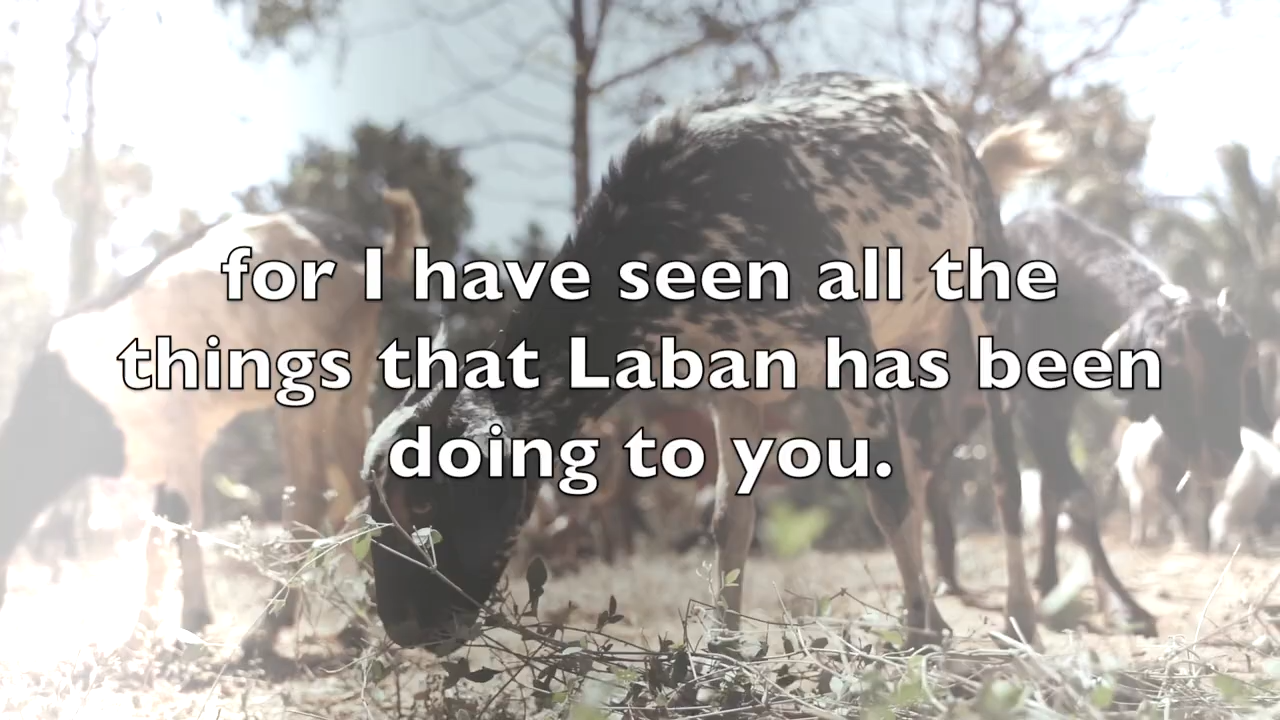 for I have seen all the
things that Laban has been
doing to you.